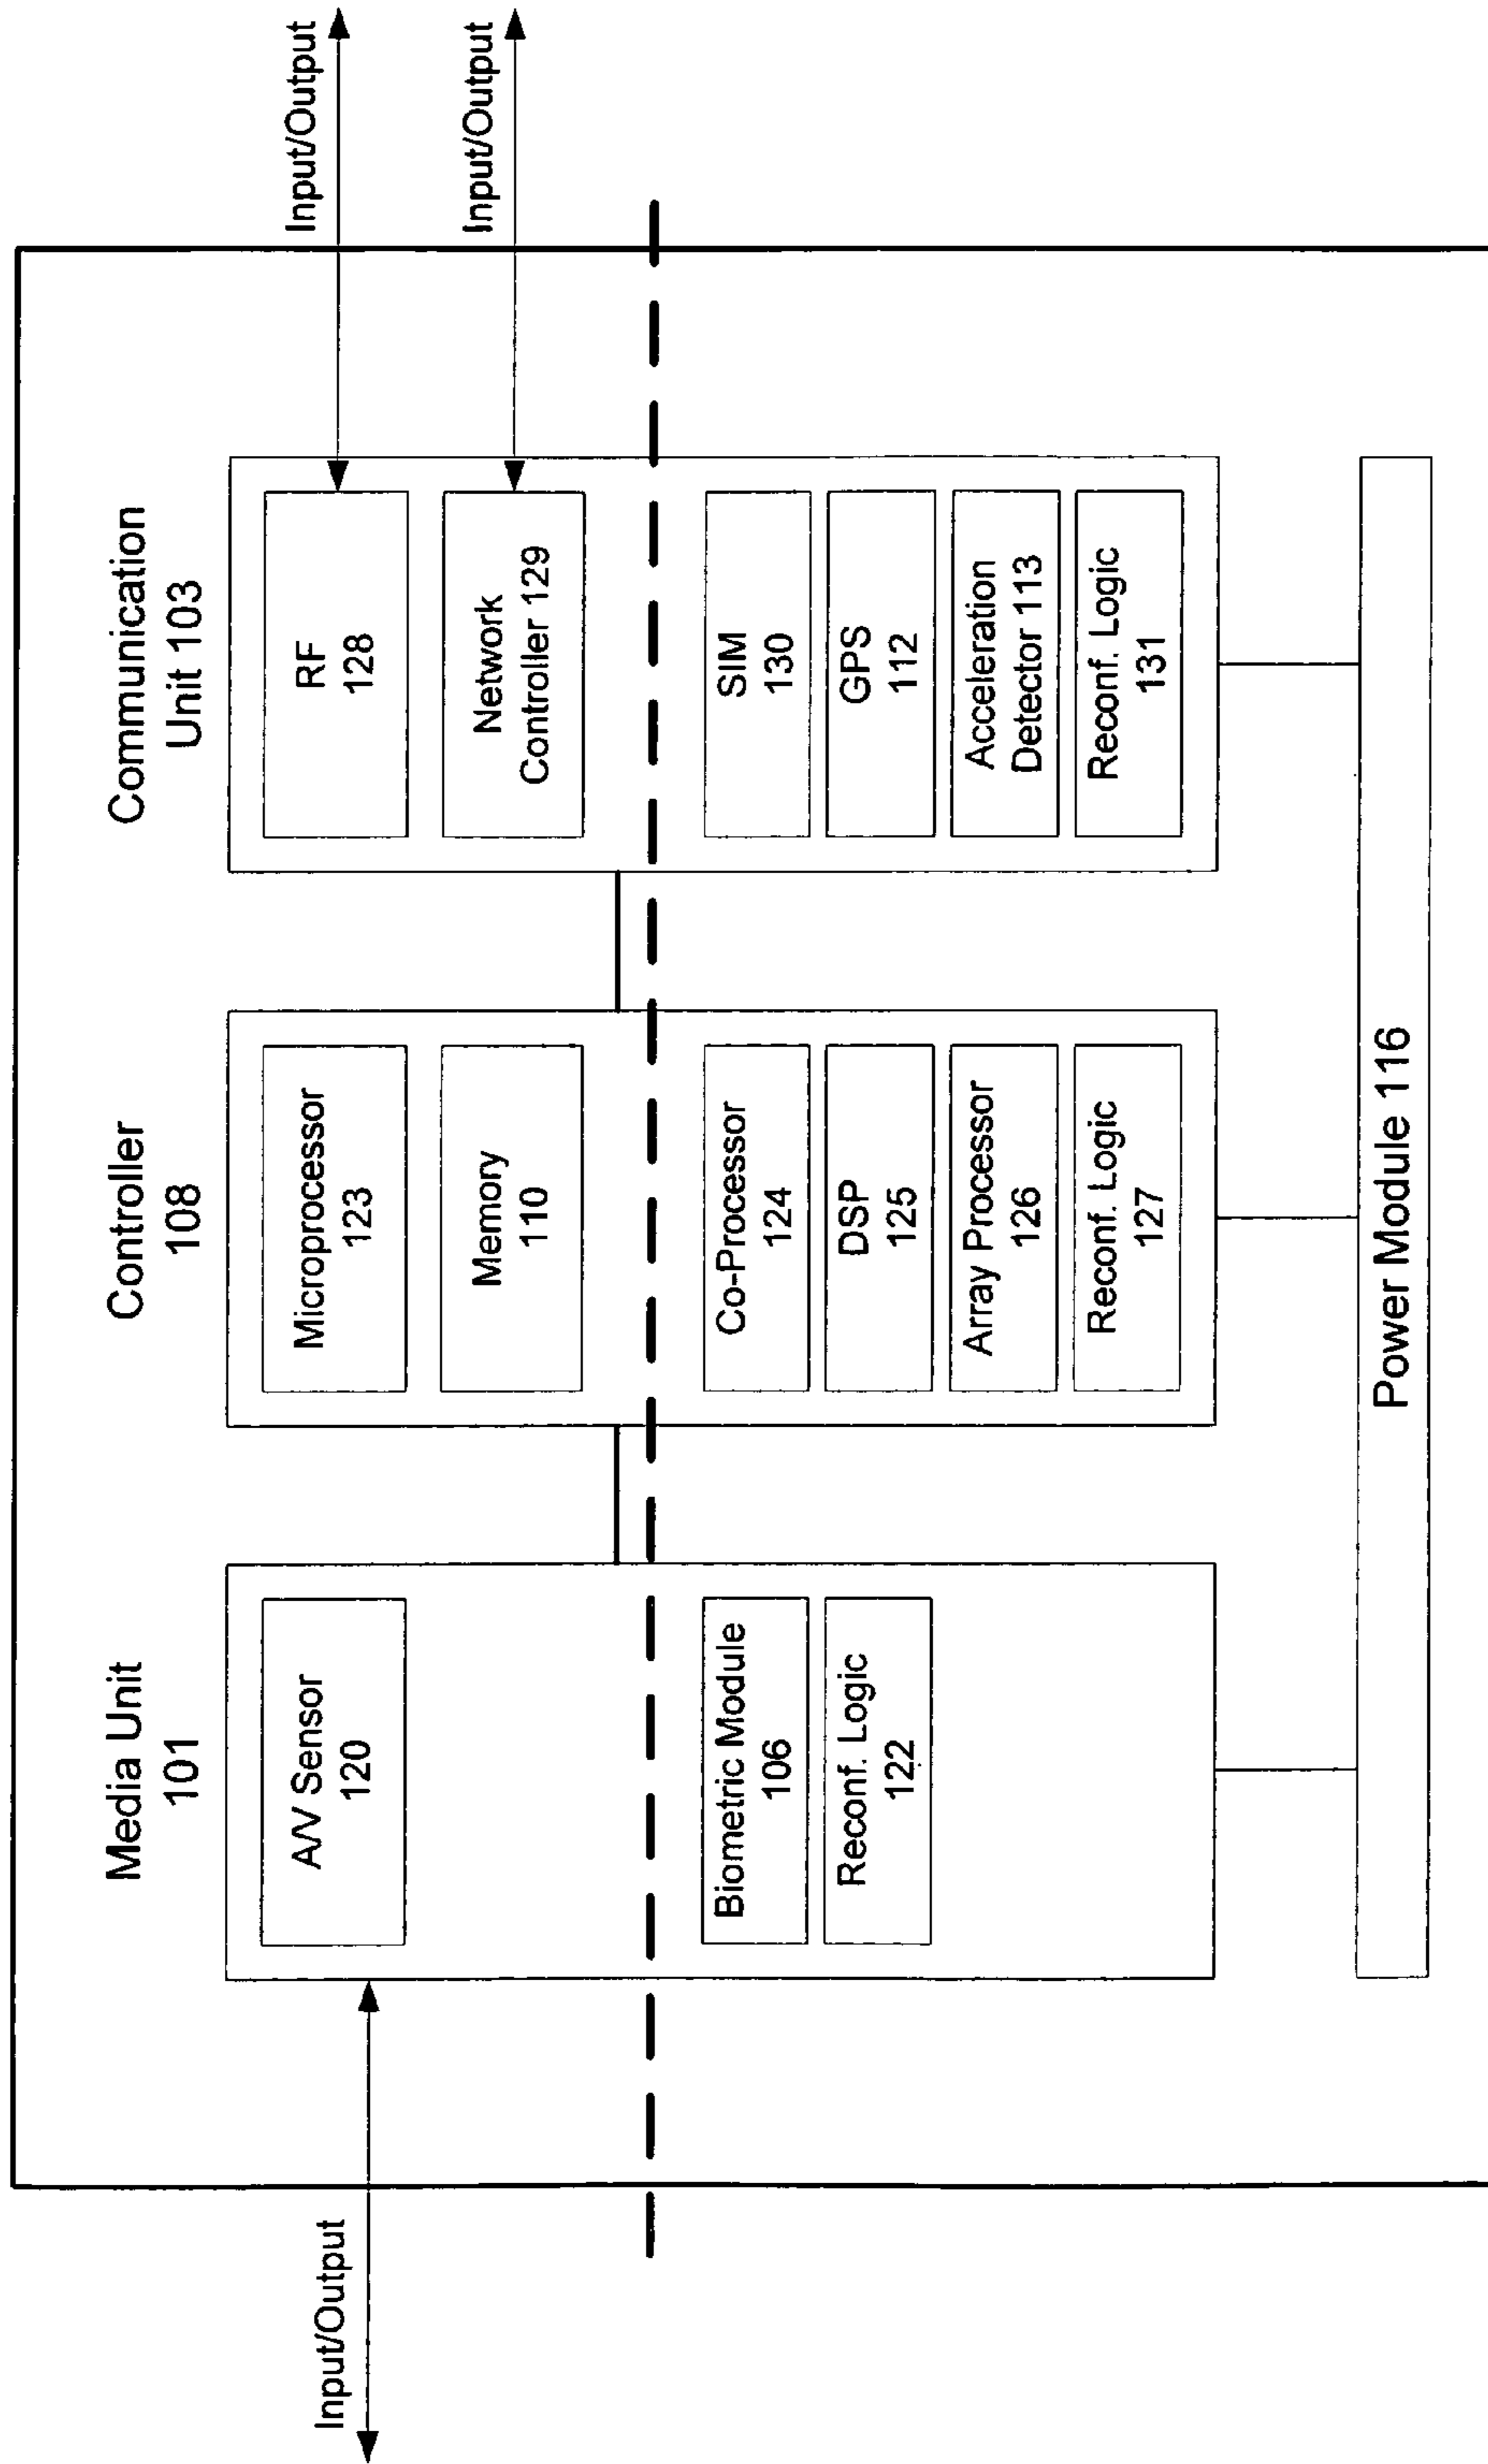 Input/Output
Media Unit
101
A/V Sensor
120
Biometric Module
106
Reconf. Logic
122
Controller
108
Microprocessor
123
Memory
110
Co-Processor
124
DSP
125
Array Processor
126
Reconf. Logic
127
Communication
Unit 103
RF
128
Network
Controller 129
SIM
130
GPS
112
Acceleration
Detector 113
Reconf. Logic
131
Input/Output
Input/Output
Power Module 116